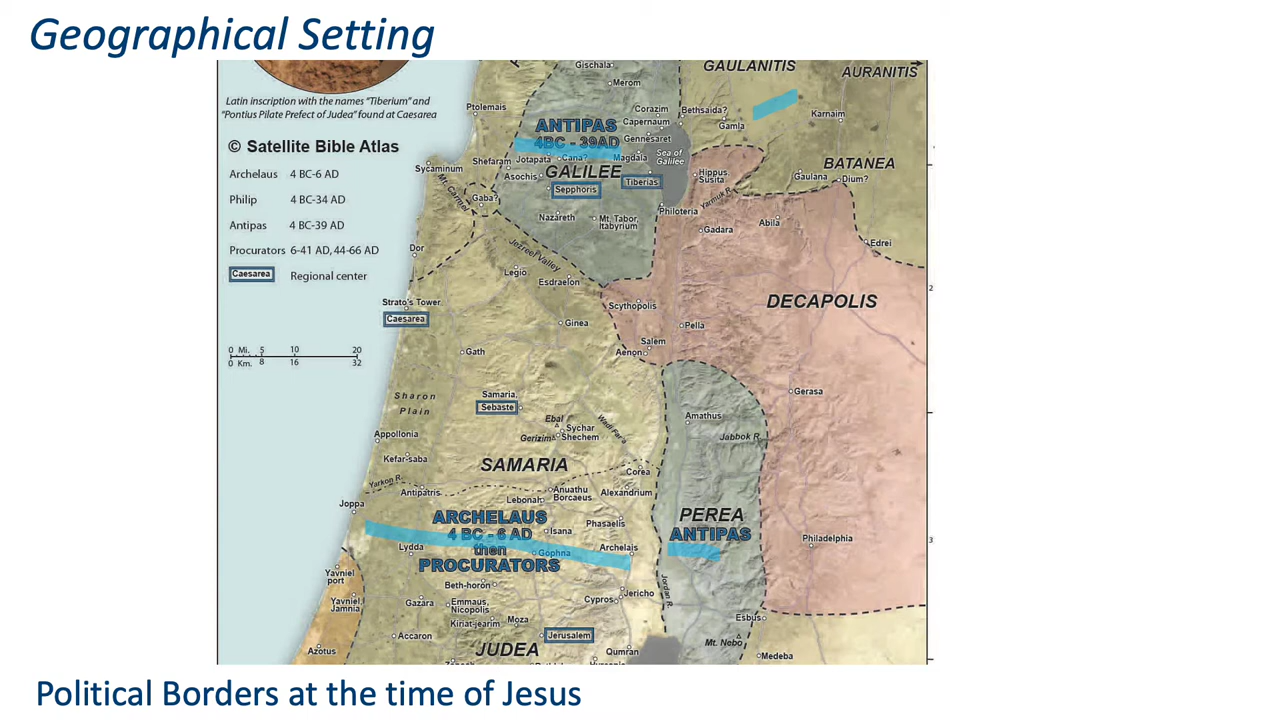 Geographical Setting
Latin inscription with the names "Tiberium" and
"Pontius Pilate Prefect of Judea" found at Caesarea
© Satellite Bible Atlas
Archelaus 4 BC-6 AD
Philip 4 BC-34 AD
Antipas 4 BC-39 AD
Procurators 6-41 AD, 44-66 AD
Caesarea Regional center
0 Mi. 5 10 20
0 Km. 8 16 32
Gischala
Merom
GAULANITIS
AURANITIS
Ptolemais
Corazim
Bethsaida?
Capernaum
Gamla
Karnaim
ANTIPAS
4BC - 39AD
Gennesaret
Sea of
Galilee
Shefaram
Jotapata
Cana?
Magdala
Sycaminum
Asochis
GALILEE
Tiberias
Hippus
Susita
BATANEA
Gaulana
Dium?
Mt. Carmel
Gaba?
Sepphoris
Yarmuk R.
Philoteria
Nazareth
Mt. Tabor,
Itabyrium
Gadara
Abila
Edrei
Dor
Jezreel Valley
Legio
Esdraelon
2
Strato's Tower,
Caesarea
Scythopolis
DECAPOLIS
Ginea
Pella
Salem
Aenon
Gath
Gerasa
Sharon
Plain
Samaria,
Sebaste
Amathus
Ebal
Sychar
Gerizim
Shechem
Wadi Far'a
Jabbok R.
Appollonia
Kefar-saba
SAMARIA
Corea
Yarkon R.
Antipatris
Lebonah
Anuathu
Borcaeus
Alexandrium
Joppa
ARCHELAUS
4 BC - 6 AD
then
PROCURATORS
Isana
Phasaelis
PEREA
ANTIPAS
Philadelphia
3
Lydda
Gophna
Archelais
Yavniel
port
Beth-horon
Jordan R.
Cypros
Jericho
Yavniel,
Jamnia
Gazara
Emmaus,
Nicopolis
Moza
Esbus
Kiriat-jearim
Accaron
Jerusalem
Mt. Nebo
Azotus
JUDEA
Qumran
Medeba
Political Borders at the time of Jesus